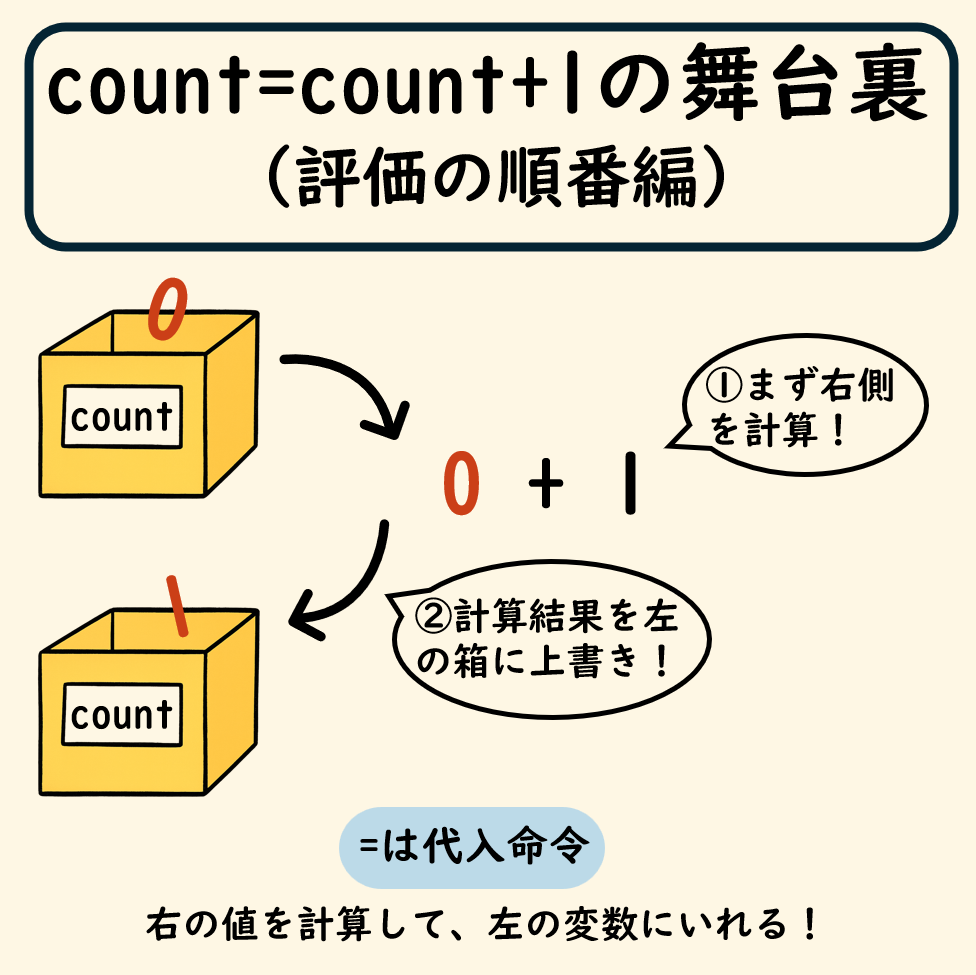 count=count+1の舞台裏
(評価の順番編)
0
count
①まず右側
を計算！
0 + 1
②計算結果を左
の箱に上書き！
1
count
=は代入命令
右の値を計算して、左の変数にいれる！